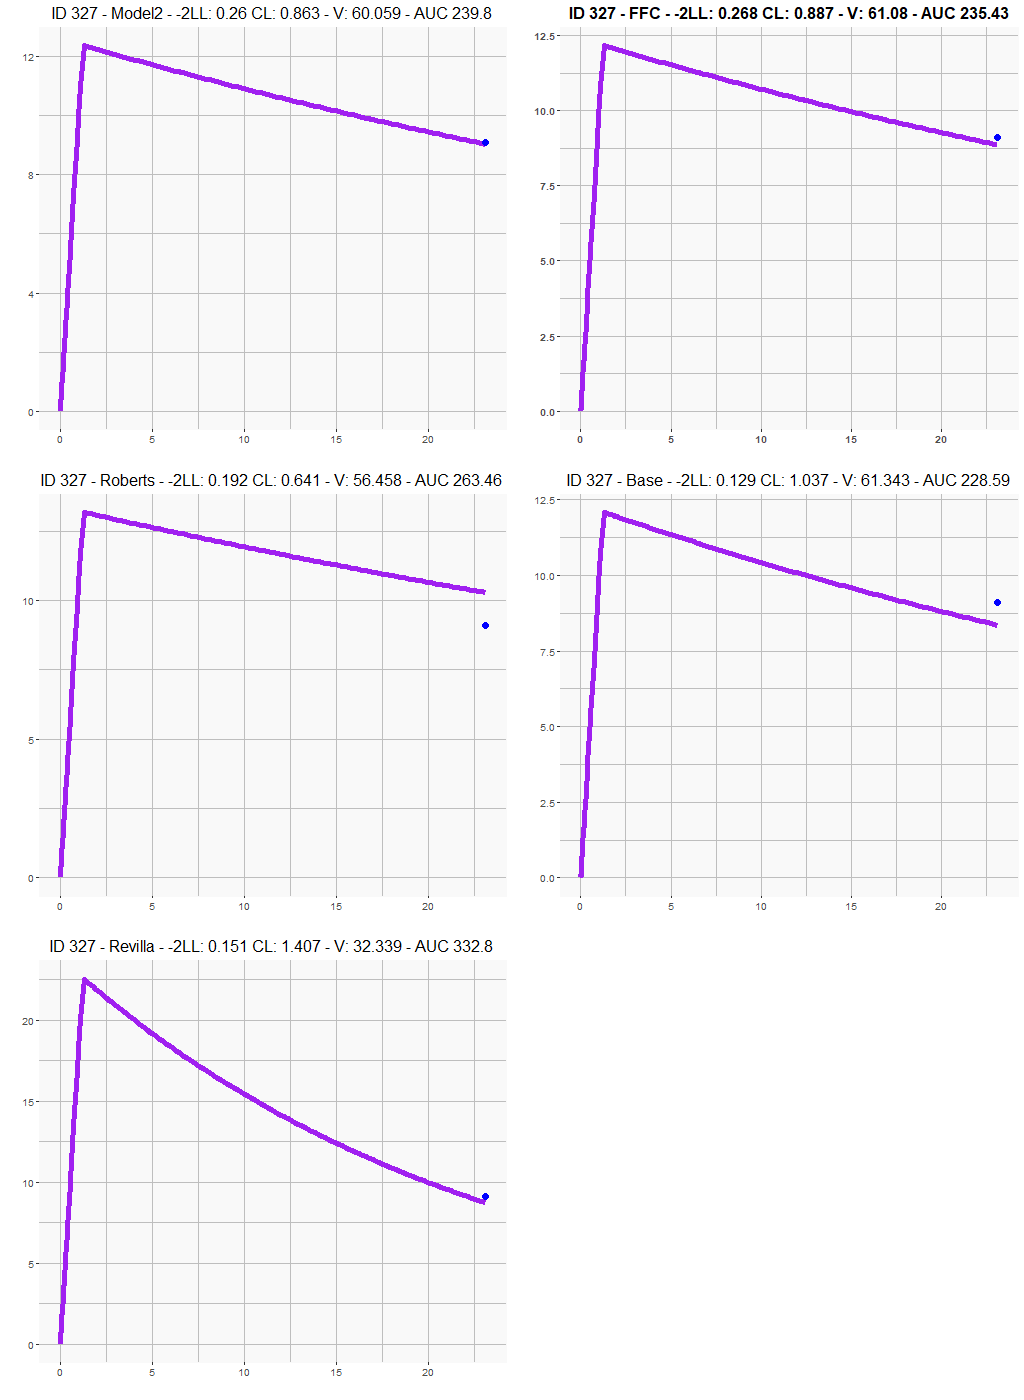 ID 327 - Model2 - -2LL: 0.26 CL: 0.863 - V: 60.059 - AUC 239.8
12
8
4
0
0 5 10 15 20
ID 327 - FFC - -2LL: 0.268 CL: 0.887 - V: 61.08 - AUC 235.43
12.5
10.0
7.5
5.0
2.5
0.0
0 5 10 15 20
ID 327 - Roberts - -2LL: 0.192 CL: 0.641 - V: 56.458 - AUC 263.46
10
5
0
0 5 10 15 20
ID 327 - Base - -2LL: 0.129 CL: 1.037 - V: 61.343 - AUC 228.59
12.5
10.0
7.5
5.0
2.5
0.0
0 5 10 15 20
ID 327 - Revilla - -2LL: 0.151 CL: 1.407 - V: 32.339 - AUC 332.8
20
15
10
5
0
0 5 10 15 20